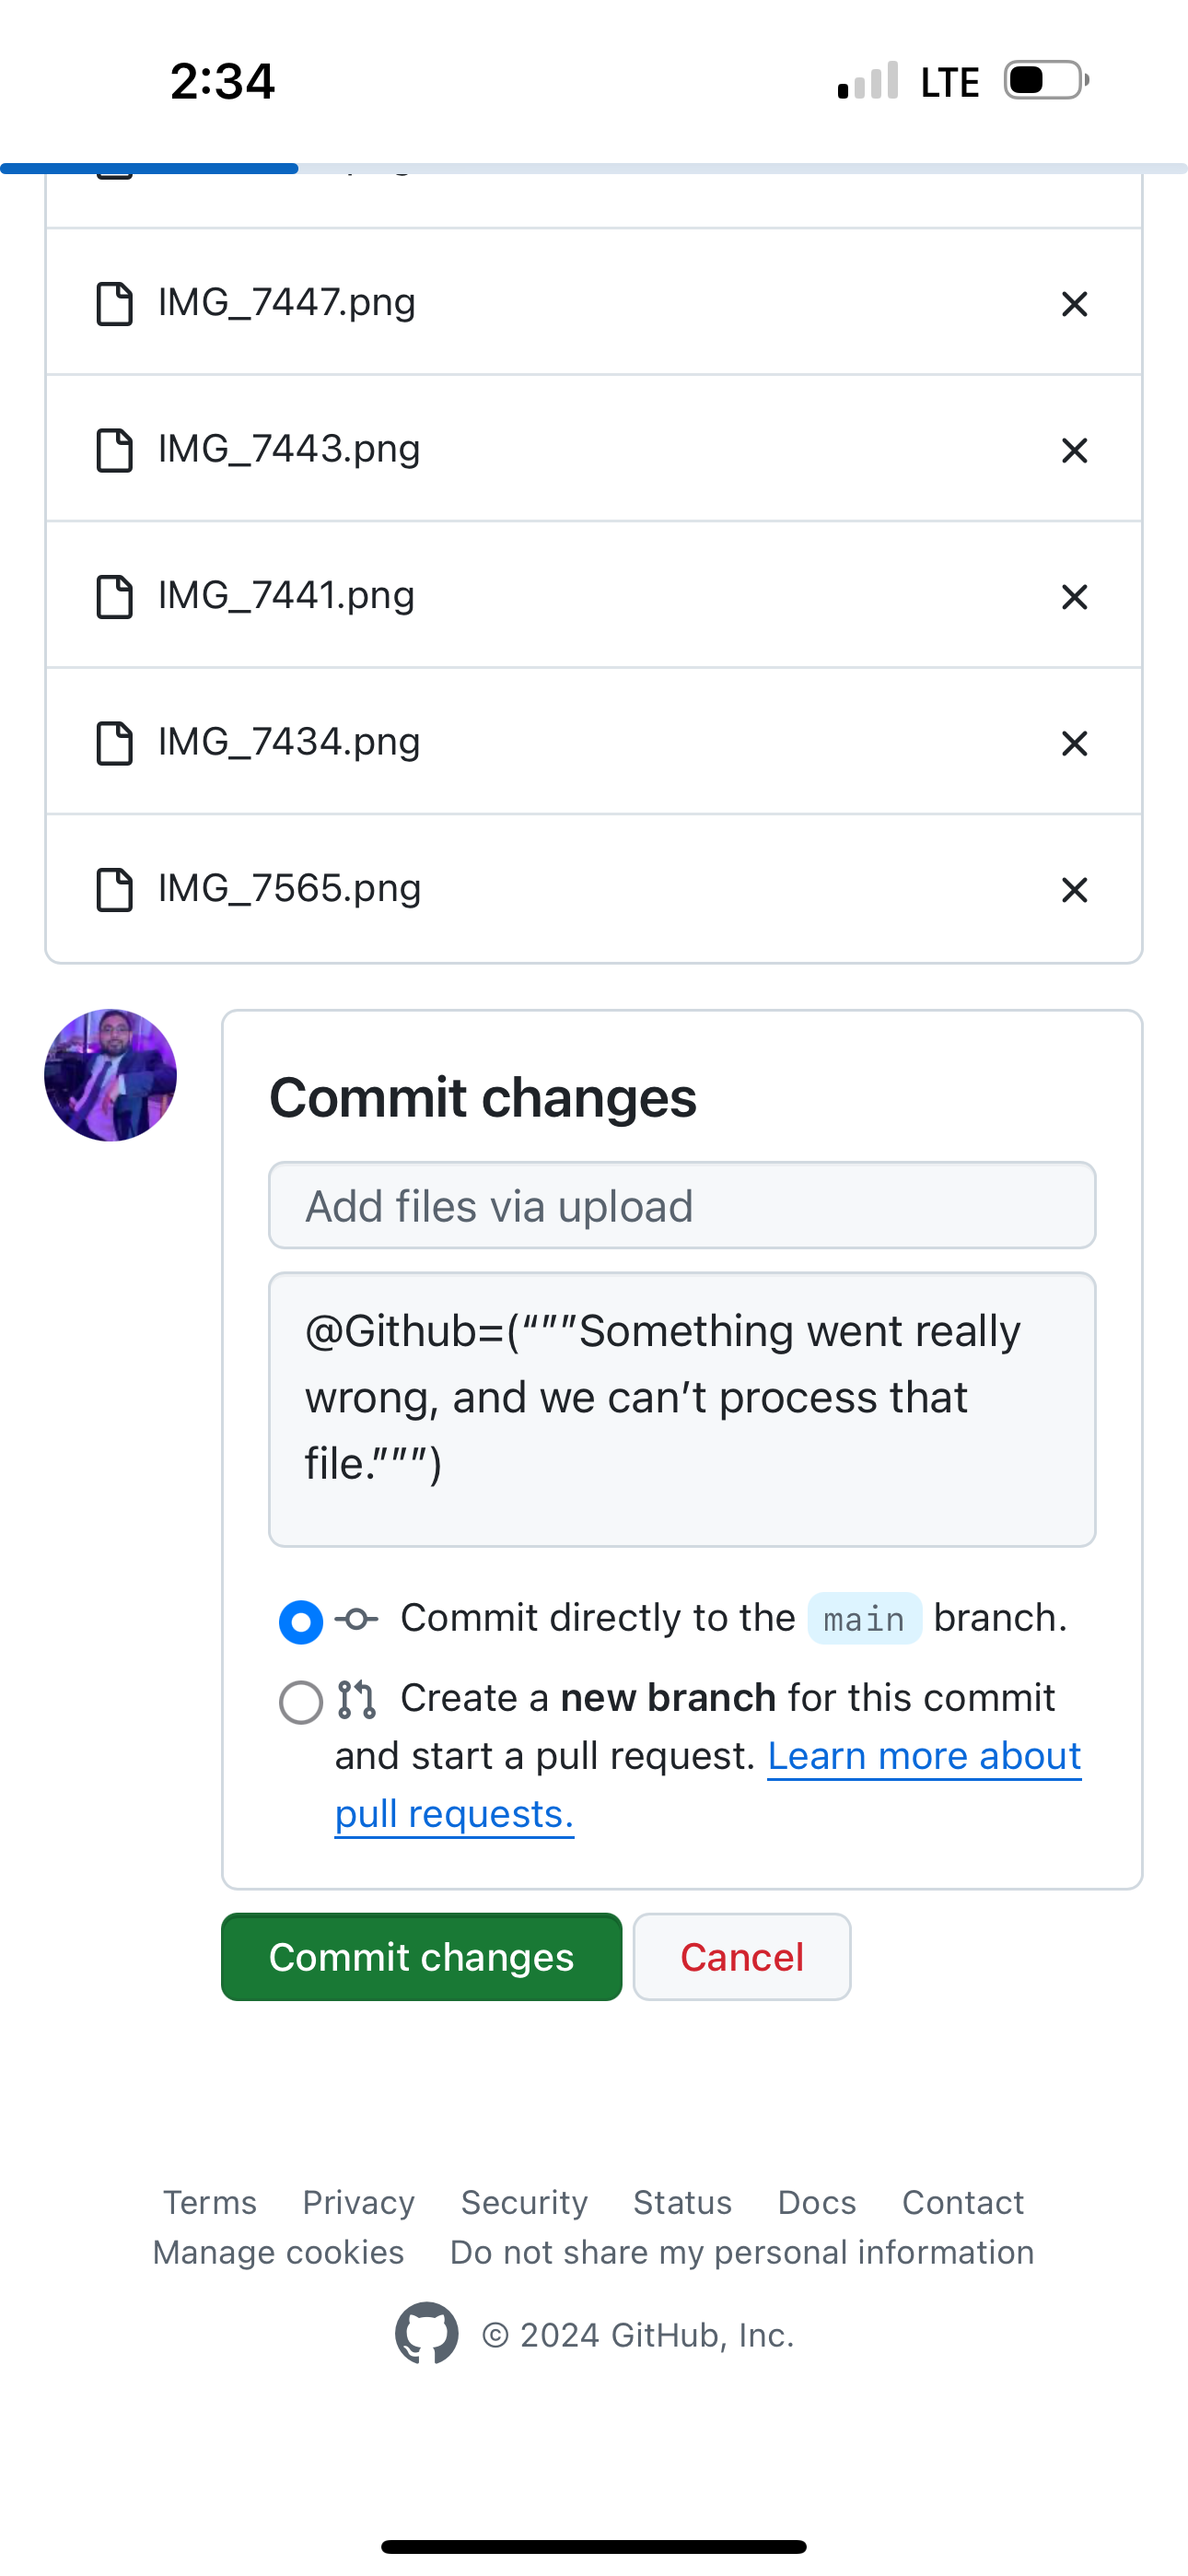 2:34 LTE
IMG_7447.png
IMG_7443.png
IMG_7441.png
IMG_7434.png
IMG_7565.png
Commit changes
Add files via upload
@Github=(“””Something went really
wrong, and we can’t process that
file.”””)
Commit directly to the main branch.
Create a new branch for this commit
and start a pull request. Learn more about
pull requests.
Commit changes Cancel
Terms Privacy Security Status Docs Contact
Manage cookies Do not share my personal information
© 2024 GitHub, Inc.